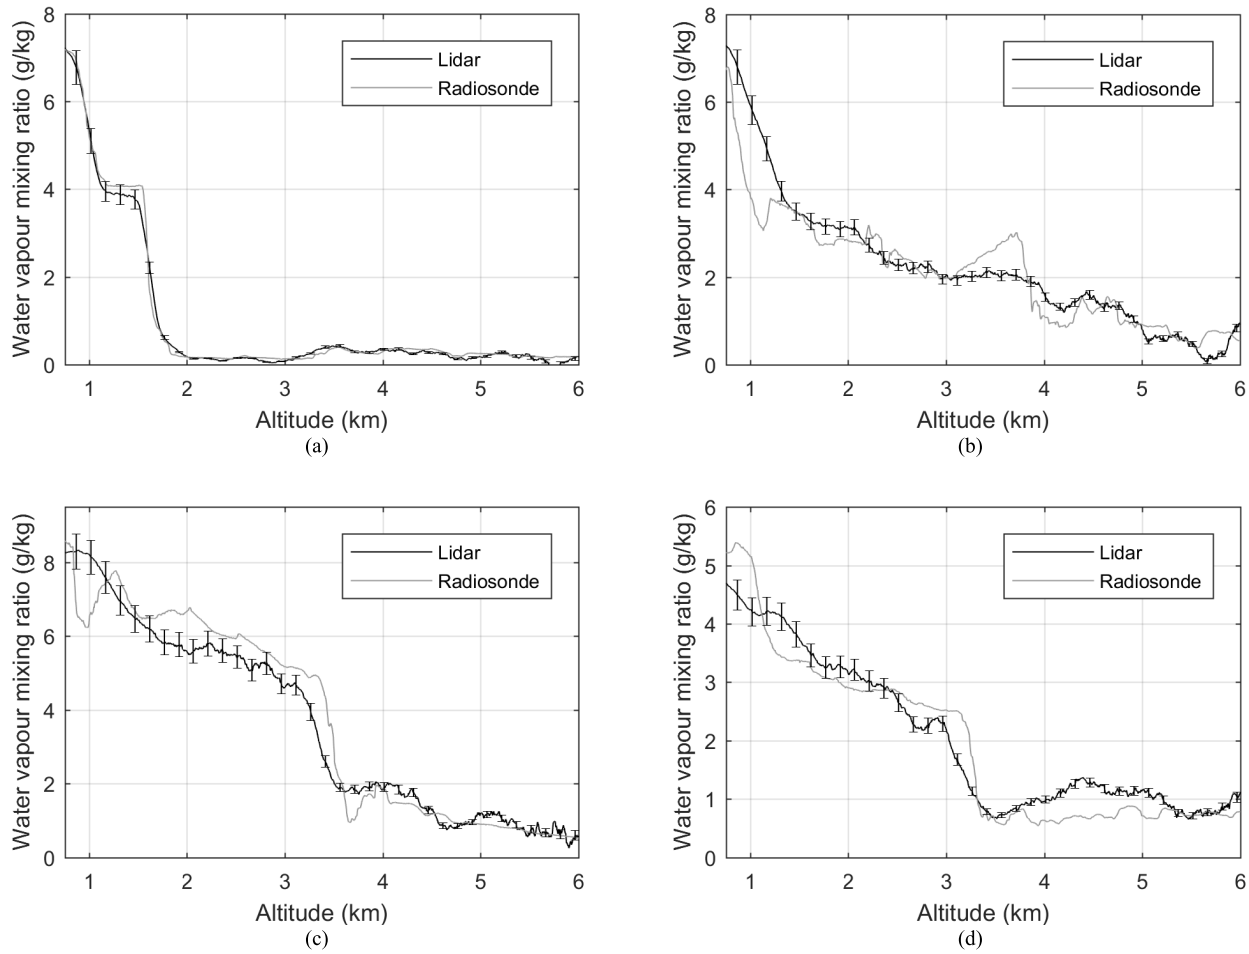 Water vapour mixing ratio (g/kg)
8
6
4
2
0
Lidar
Radiosonde
1 2 3 4 5 6
Altitude (km)
(a)
Water vapour mixing ratio (g/kg)
8
6
4
2
0
Lidar
Radiosonde
1 2 3 4 5 6
Altitude (km)
(b)
Water vapour mixing ratio (g/kg)
8
6
4
2
0
Lidar
Radiosonde
1 2 3 4 5 6
Altitude (km)
(c)
Water vapour mixing ratio (g/kg)
6
5
4
3
2
1
0
Lidar
Radiosonde
1 2 3 4 5 6
Altitude (km)
(d)